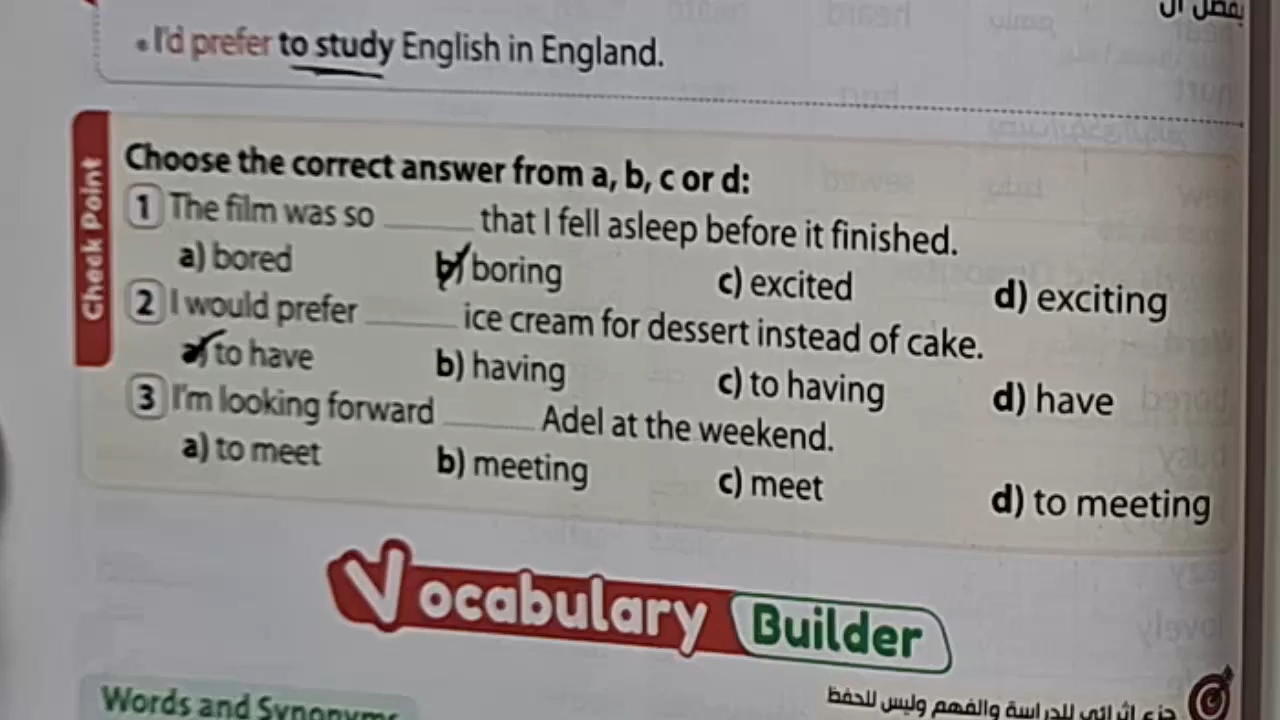 بفضل أن
• I'd prefer to study English in England.
Check Point
Choose the correct answer from a, b, c or d:
1 The film was so ______ that I fell asleep before it finished.
a) bored b) boring c) excited d) exciting
2 I would prefer ______ ice cream for dessert instead of cake.
a) to have b) having c) to having d) have
3 I'm looking forward ______ Adel at the weekend.
a) to meet b) meeting c) meet d) to meeting
Vocabulary Builder
جزء إثرائي للدراسة والفهم وليس للحفظ
Words and Synonyms